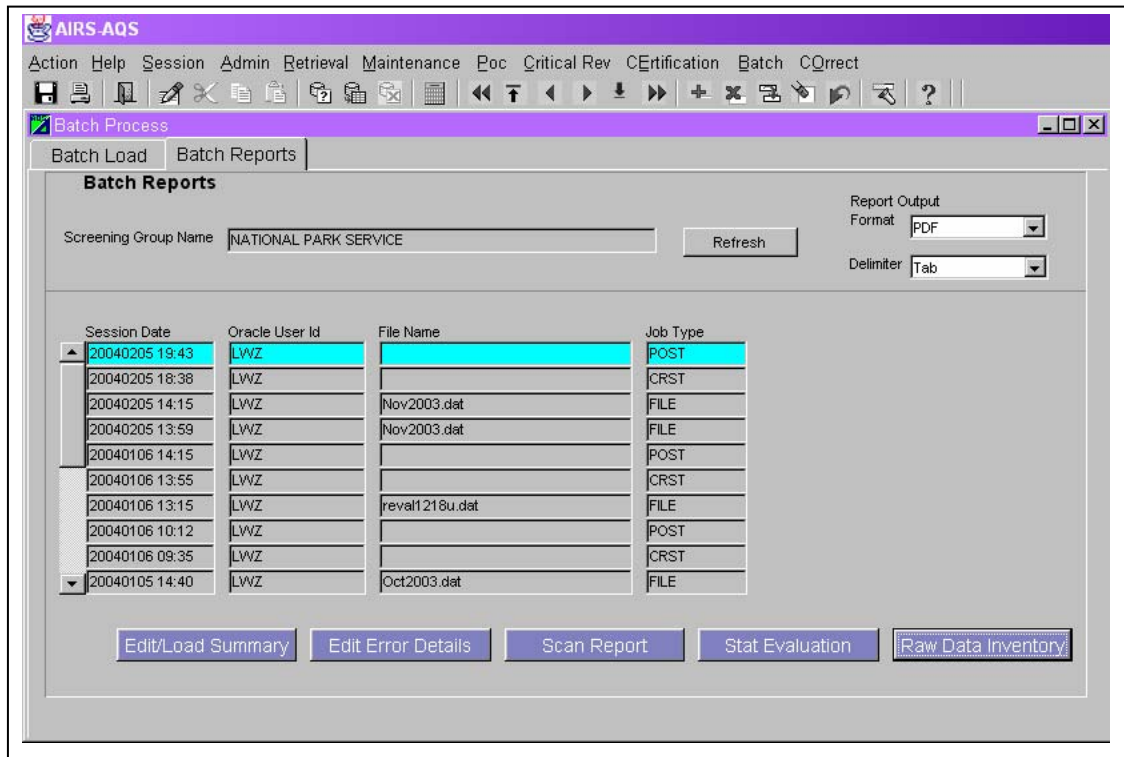 AIRS-AQS
Action Help Session Admin Retrieval Maintenance Poc Critical Rev CErtification Batch COrrect
Batch Process
Batch Load Batch Reports
Batch Reports
Report Output
Screening Group Name NATIONAL PARK SERVICE Refresh Format PDF
Delimiter Tab
Session Date Oracle User Id File Name Job Type
20040205 19:43 LWZ POST
20040205 18:38 LWZ CRST
20040205 14:15 LWZ Nov2003.dat FILE
20040205 13:59 LWZ Nov2003.dat FILE
20040106 14:15 LWZ POST
20040106 13:55 LWZ CRST
20040106 13:15 LWZ reval1218u.dat FILE
20040106 10:12 LWZ POST
20040106 09:35 LWZ CRST
20040105 14:40 LWZ Oct2003.dat FILE
Edit/Load Summary Edit Error Details Scan Report Stat Evaluation Raw Data Inventory